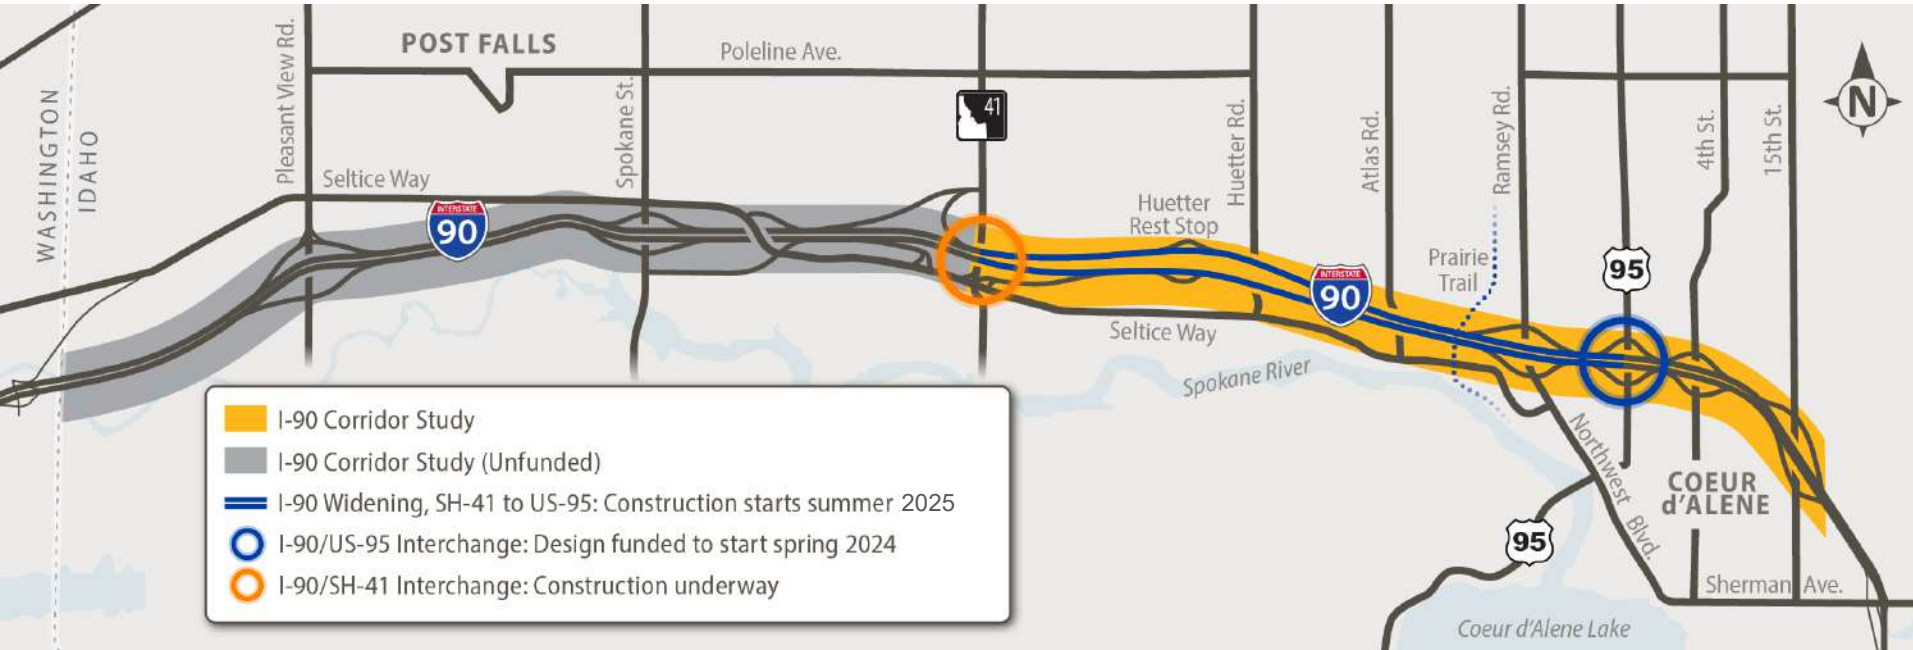 WASHINGTON
IDAHO
Pleasant View Rd.
POST FALLS
Seltice Way
INTERSTATE
90
Spokane St.
Poleline Ave.
41
Huetter
Rest Stop
Huetter Rd.
INTERSTATE
90
Atlas Rd.
Prairie
Trail
Ramsey Rd.
95
4th St.
15th St.
N
Seltice Way
Spokane River
Northwest Blvd.
COEUR
d'ALENE
95
Sherman Ave.
Coeur d'Alene Lake
I-90 Corridor Study
I-90 Corridor Study (Unfunded)
I-90 Widening, SH-41 to US-95: Construction starts summer 2025
I-90/US-95 Interchange: Design funded to start spring 2024
I-90/SH-41 Interchange: Construction underway